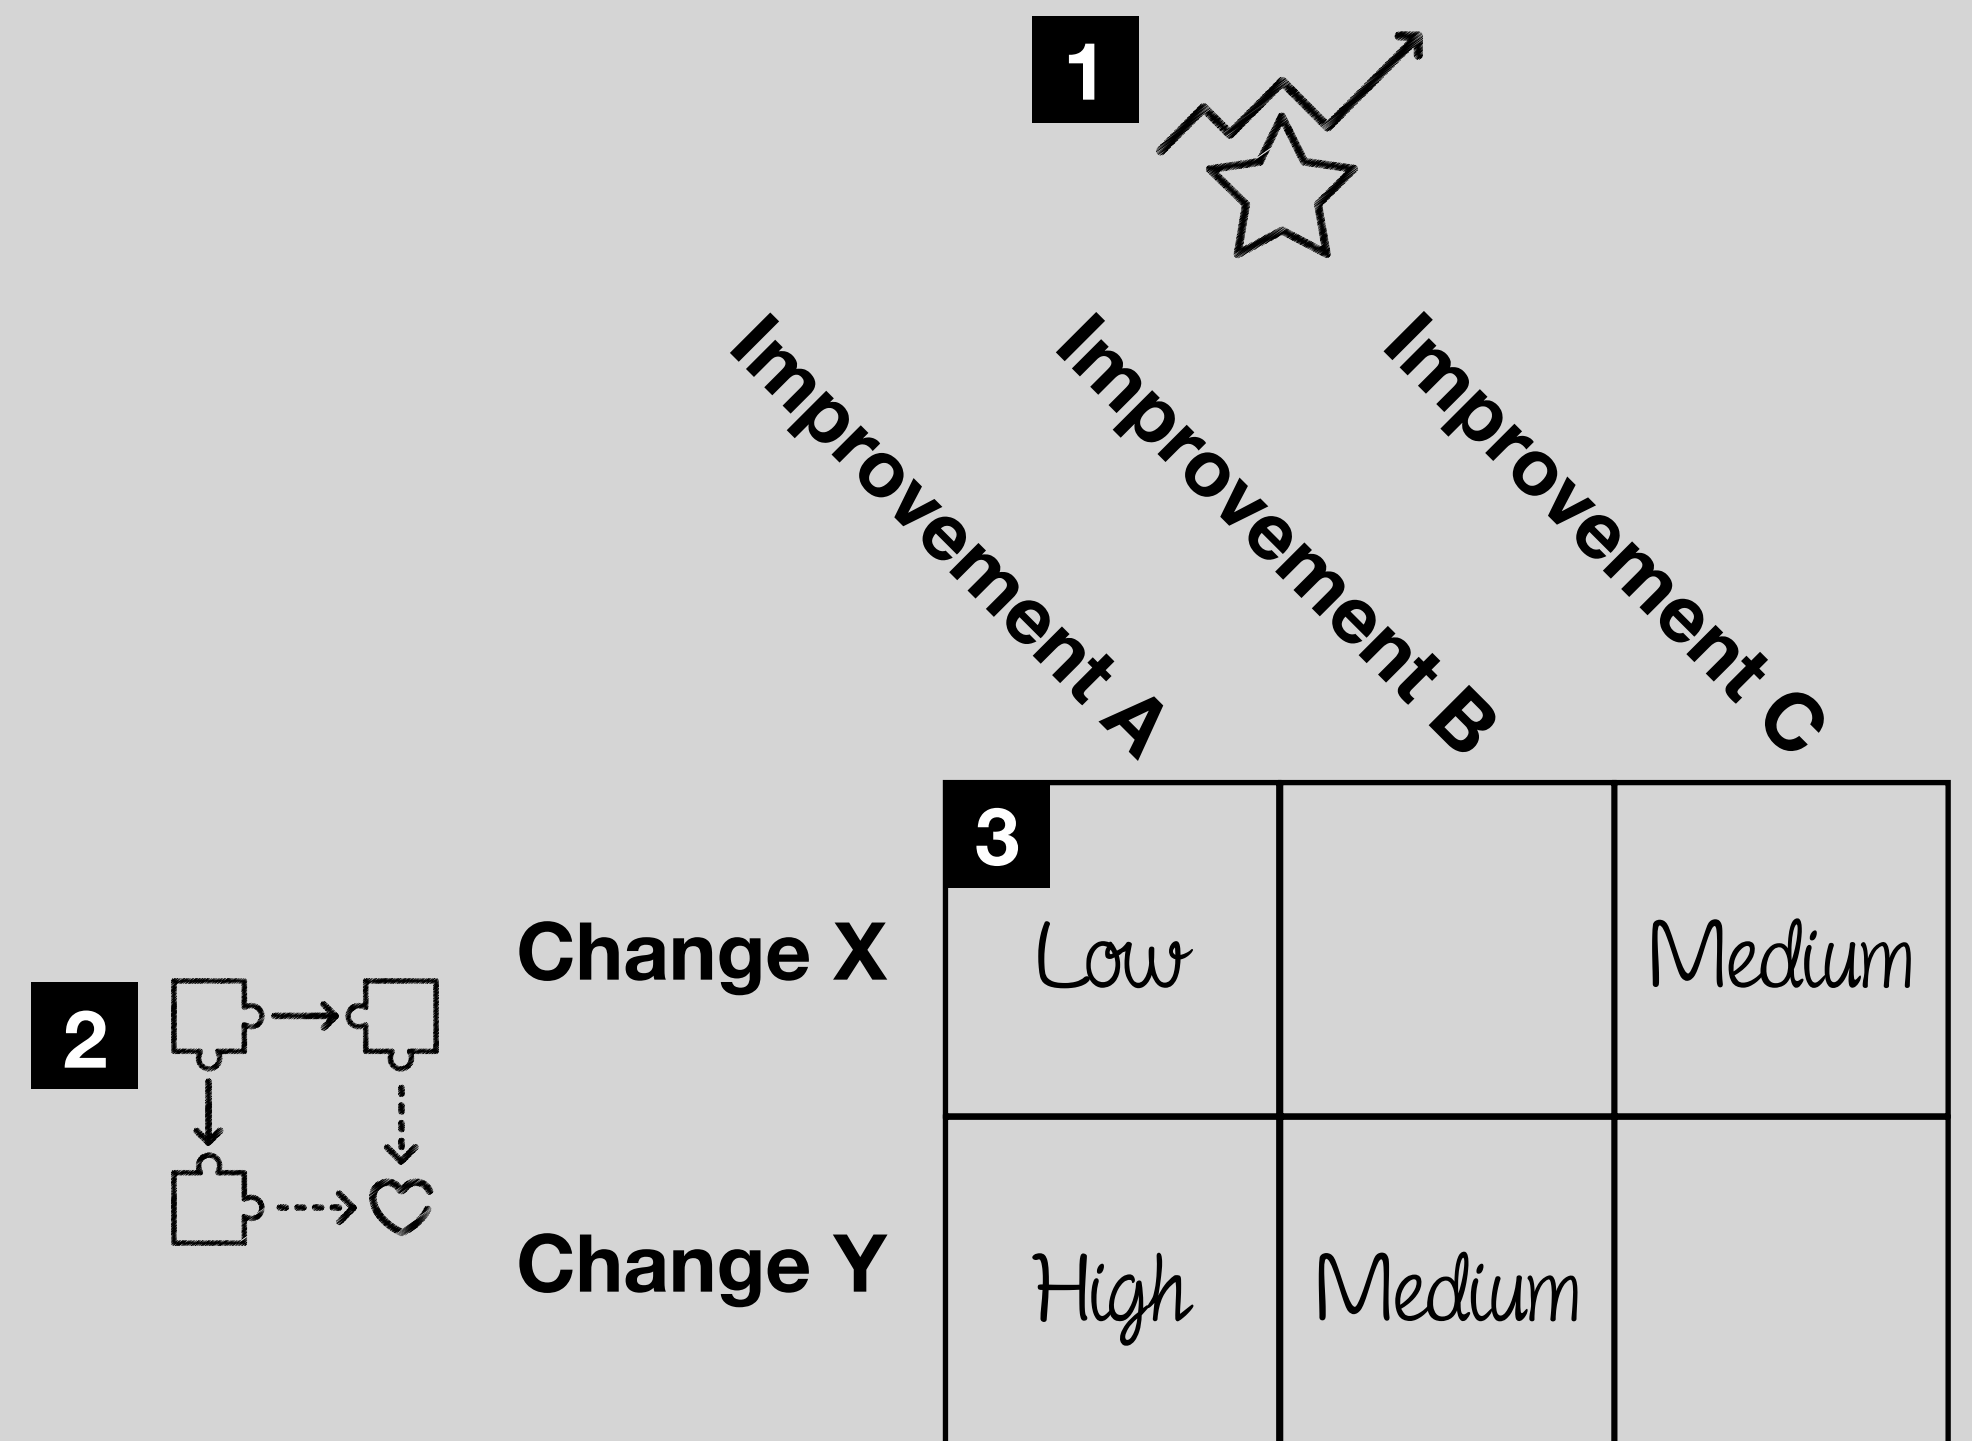 1
Improvement A
Improvement B
Improvement C
3
Change X
Low
Medium
2
Change Y
High
Medium